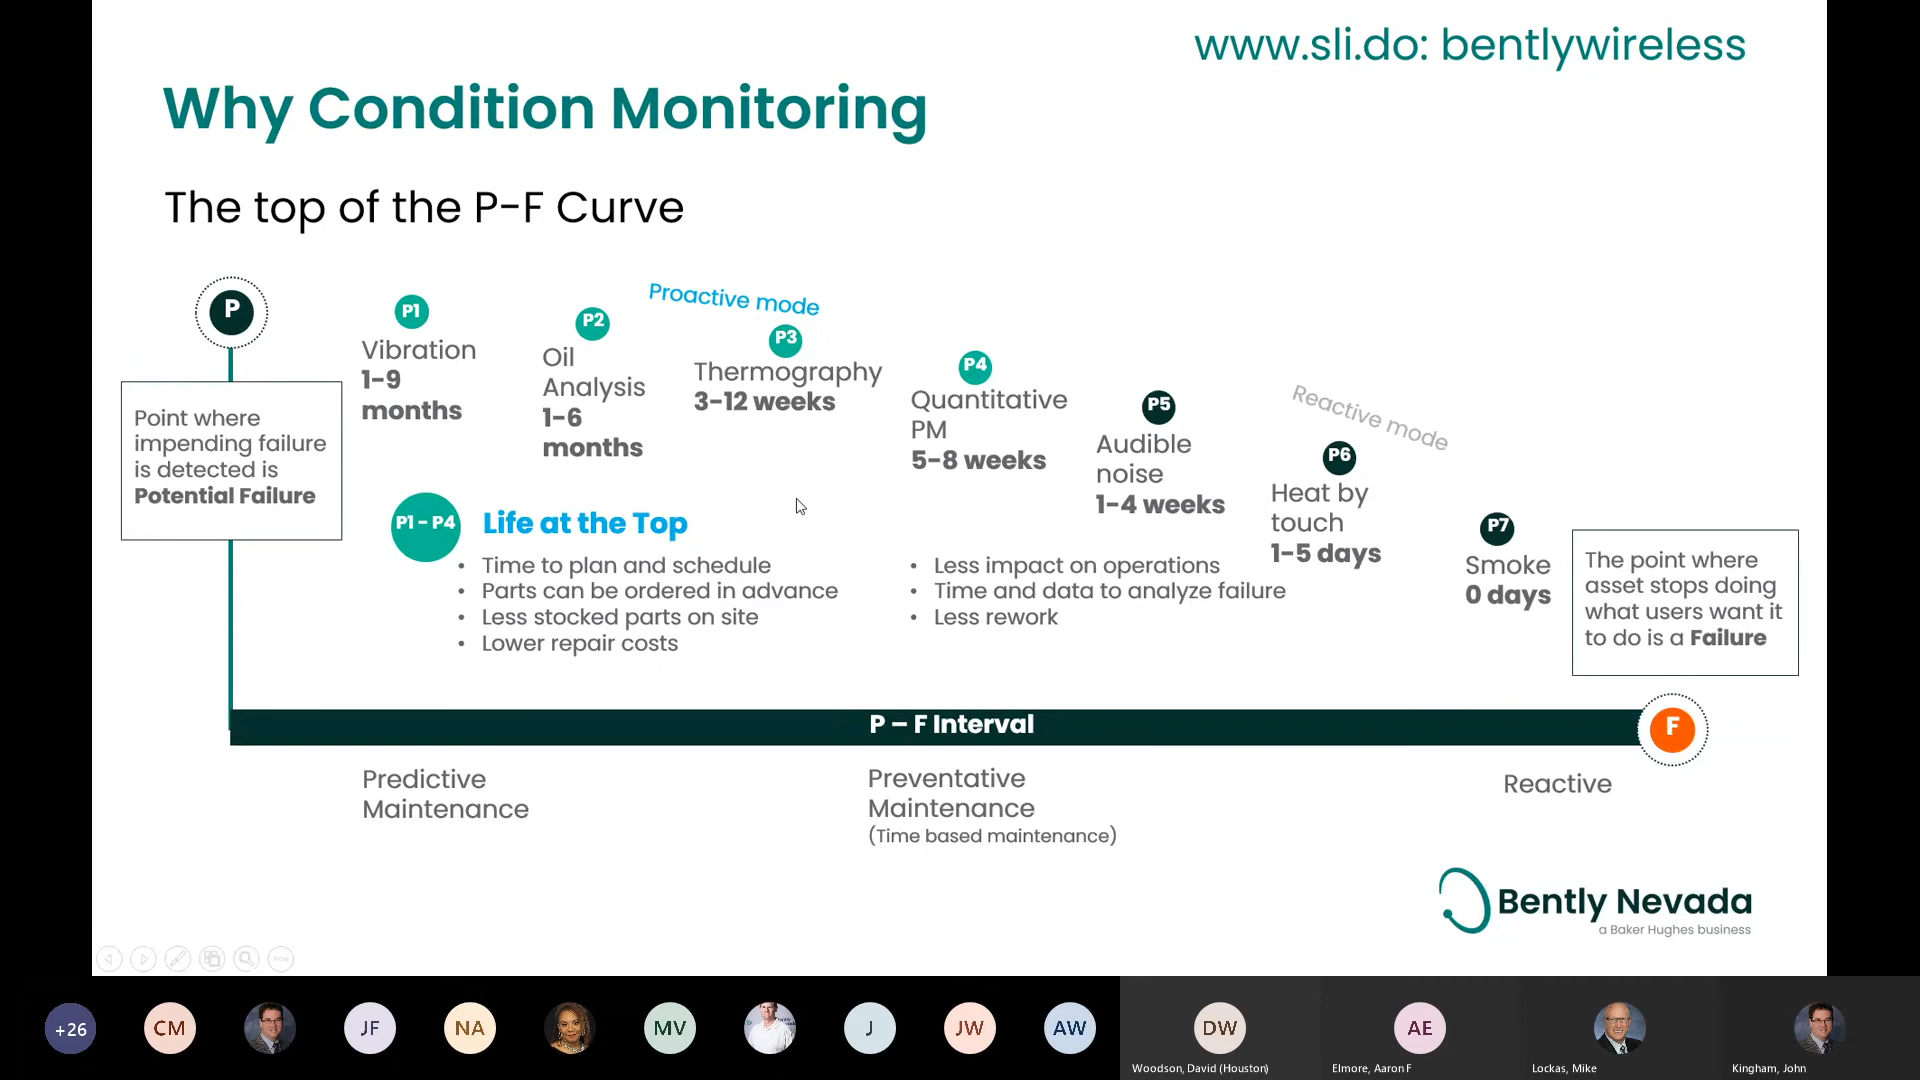 www.sli.do: bentlywireless
Why Condition Monitoring
The top of the P-F Curve
P
Point where
impending failure
is detected is
Potential Failure
P1
Vibration
1-9
months
P2
Oil
Analysis
1-6
months
Proactive mode
P3
Thermography
3-12 weeks
P4
Quantitative
PM
5-8 weeks
P5
Audible
noise
1-4 weeks
Reactive mode
P6
Heat by
touch
1-5 days
P7
Smoke
0 days
The point where
asset stops doing
what users want it
to do is a Failure
P1 - P4
Life at the Top
• Time to plan and schedule
• Parts can be ordered in advance
• Less stocked parts on site
• Lower repair costs
• Less impact on operations
• Time and data to analyze failure
• Less rework
P – F Interval
F
Predictive
Maintenance
Preventative
Maintenance
(Time based maintenance)
Reactive
Bently Nevada
a Baker Hughes business
+26
CM
JF
NA
MV
J
JW
AW
DW
AE
Woodson, David (Houston)
Elmore, Aaron F
Lockas, Mike
Kingham, John